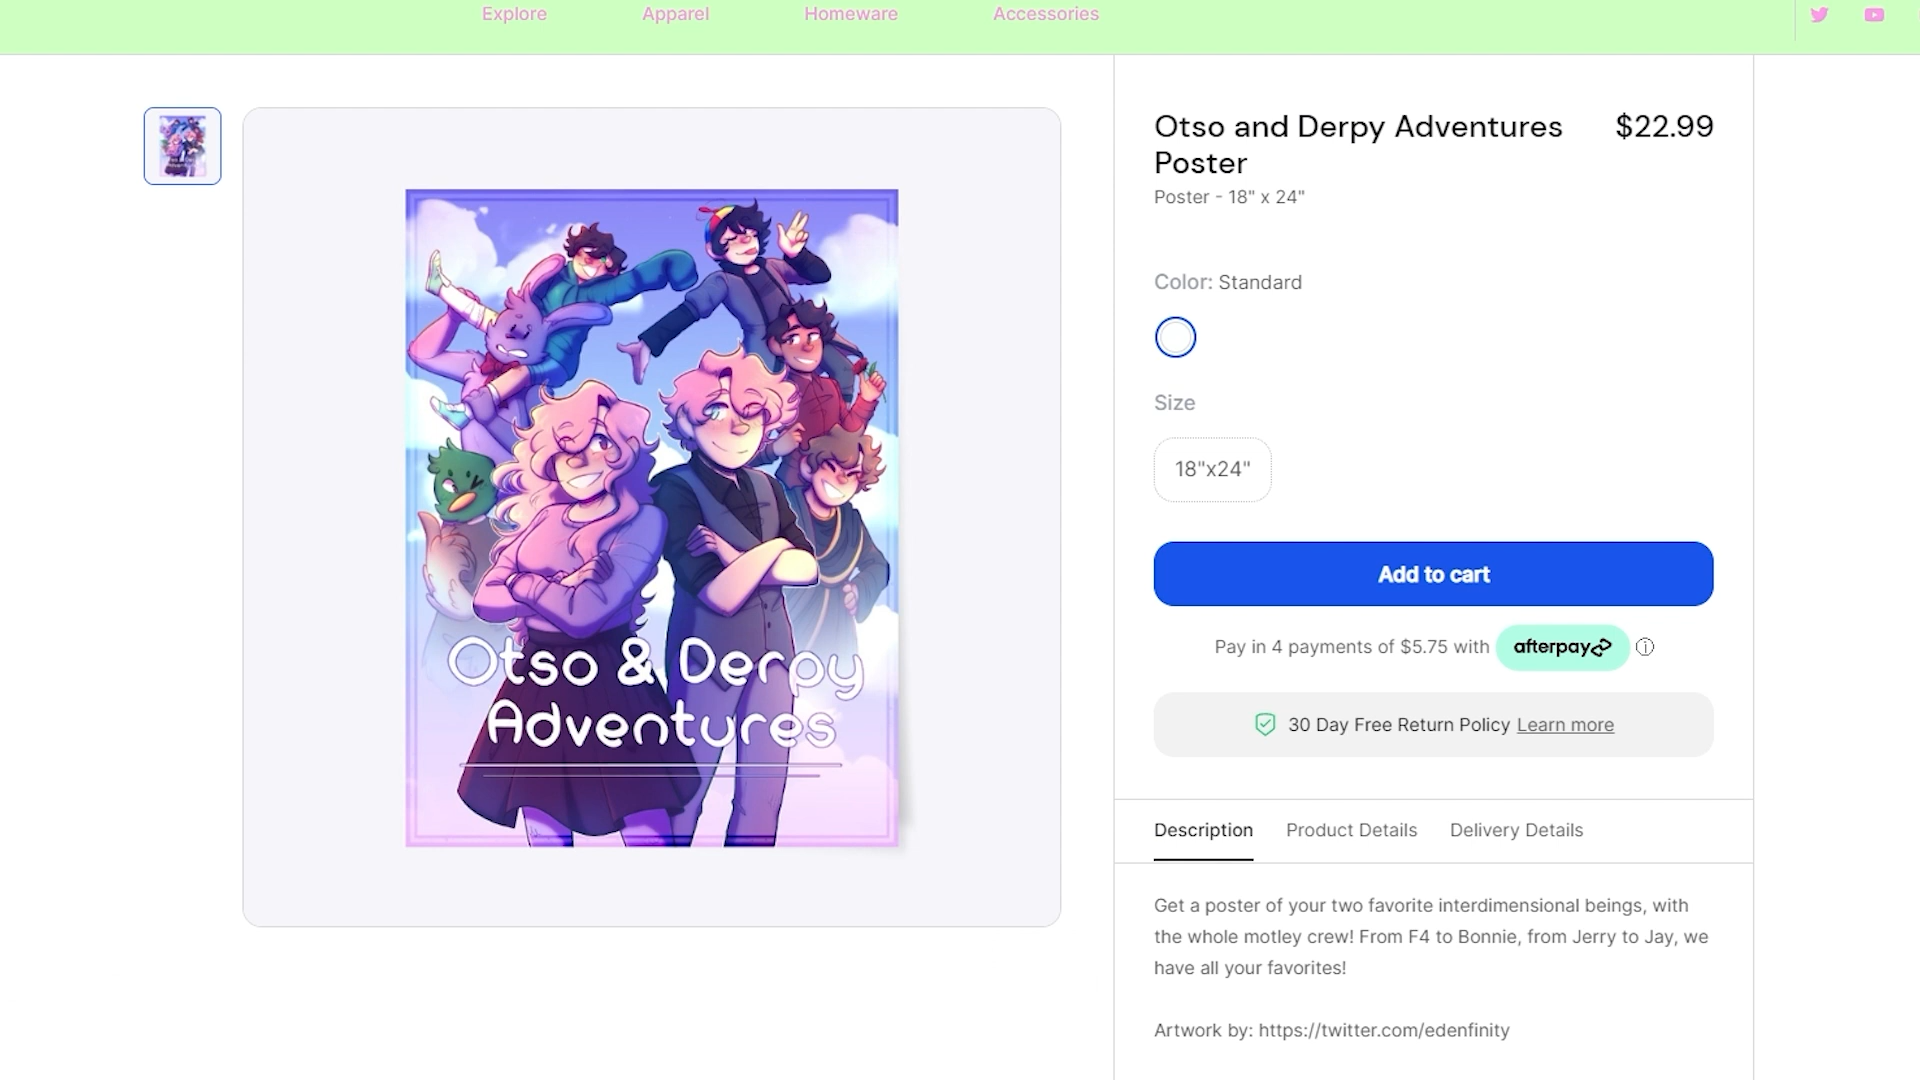 Explore Apparel Homeware Accessories
Otso & Derpy
Adventures
Otso and Derpy Adventures $22.99
Poster
Poster - 18" x 24"
Color: Standard
Size
18"x24"
Add to cart
Pay in 4 payments of $5.75 with afterpay
30 Day Free Return Policy Learn more
Description Product Details Delivery Details
Get a poster of your two favorite interdimensional beings, with
the whole motley crew! From F4 to Bonnie, from Jerry to Jay, we
have all your favorites!
Artwork by: https://twitter.com/edenfinity